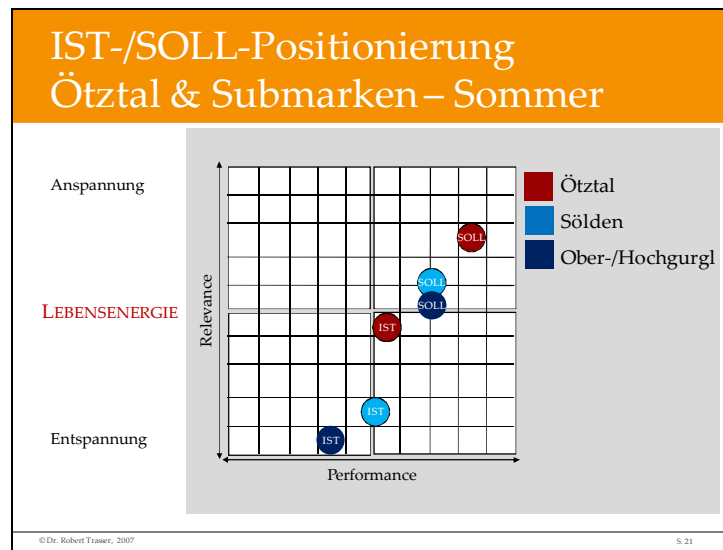 IST-/SOLL-Positionierung
Ötztal & Submarken – Sommer
Anspannung
LEBENSENERGIE
Entspannung
Relevance
Performance
SOLL
SOLL
SOLL
IST
IST
IST
Ötztal
Sölden
Ober-/Hochgurgl
© Dr. Robert Trasser, 2007
S. 21